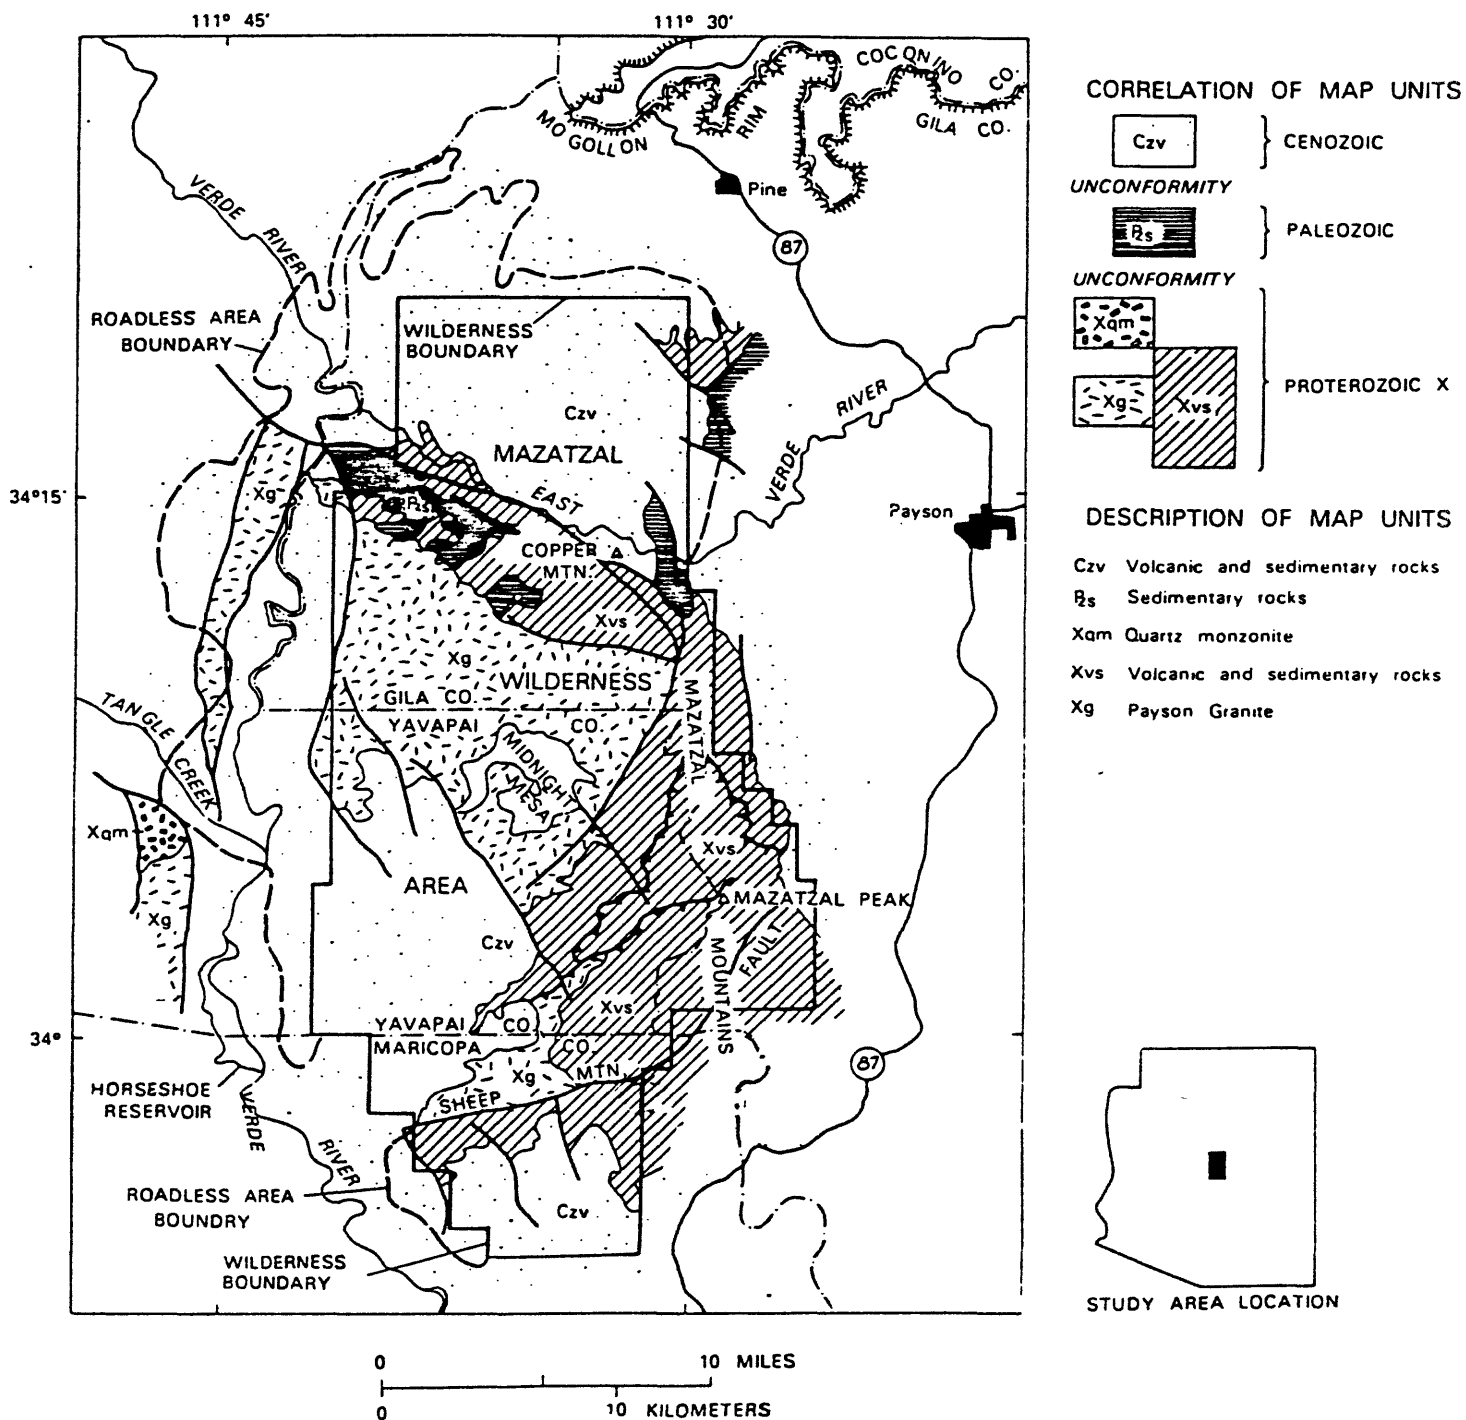 111° 45'
111° 30'
COCONINO CO.
GILA CO.
MOGOLLON RIM
Pine
87
VERDE RIVER
ROADLESS AREA
BOUNDARY
WILDERNESS
BOUNDARY
Czv
MAZATZAL
VERDE RIVER
EAST
34°15'
Xg
Pzs
Payson
COPPER
MTN.
Xvs
Xg
WILDERNESS
GILA CO.
YAVAPAI CO.
MAZATZAL
TANGLE CREEK
MIDNIGHT
MESA
Xqm
Xvs
AREA
MAZATZAL PEAK
Xg
Czv
MOUNTAINS
FAULT
Xvs
YAVAPAI CO.
MARICOPA CO.
34°
87
Xg
MTN.
SHEEP
HORSESHOE
RESERVOIR
VERDE
RIVER
ROADLESS AREA
BOUNDRY
Czv
WILDERNESS
BOUNDARY
0 10 MILES
0 10 KILOMETERS
CORRELATION OF MAP UNITS
Czv CENOZOIC
UNCONFORMITY
Pzs PALEOZOIC
UNCONFORMITY
Xqm
Xg Xvs PROTEROZOIC X
DESCRIPTION OF MAP UNITS
Czv Volcanic and sedimentary rocks
Pzs Sedimentary rocks
Xqm Quartz monzonite
Xvs Volcanic and sedimentary rocks
Xg Payson Granite
STUDY AREA LOCATION